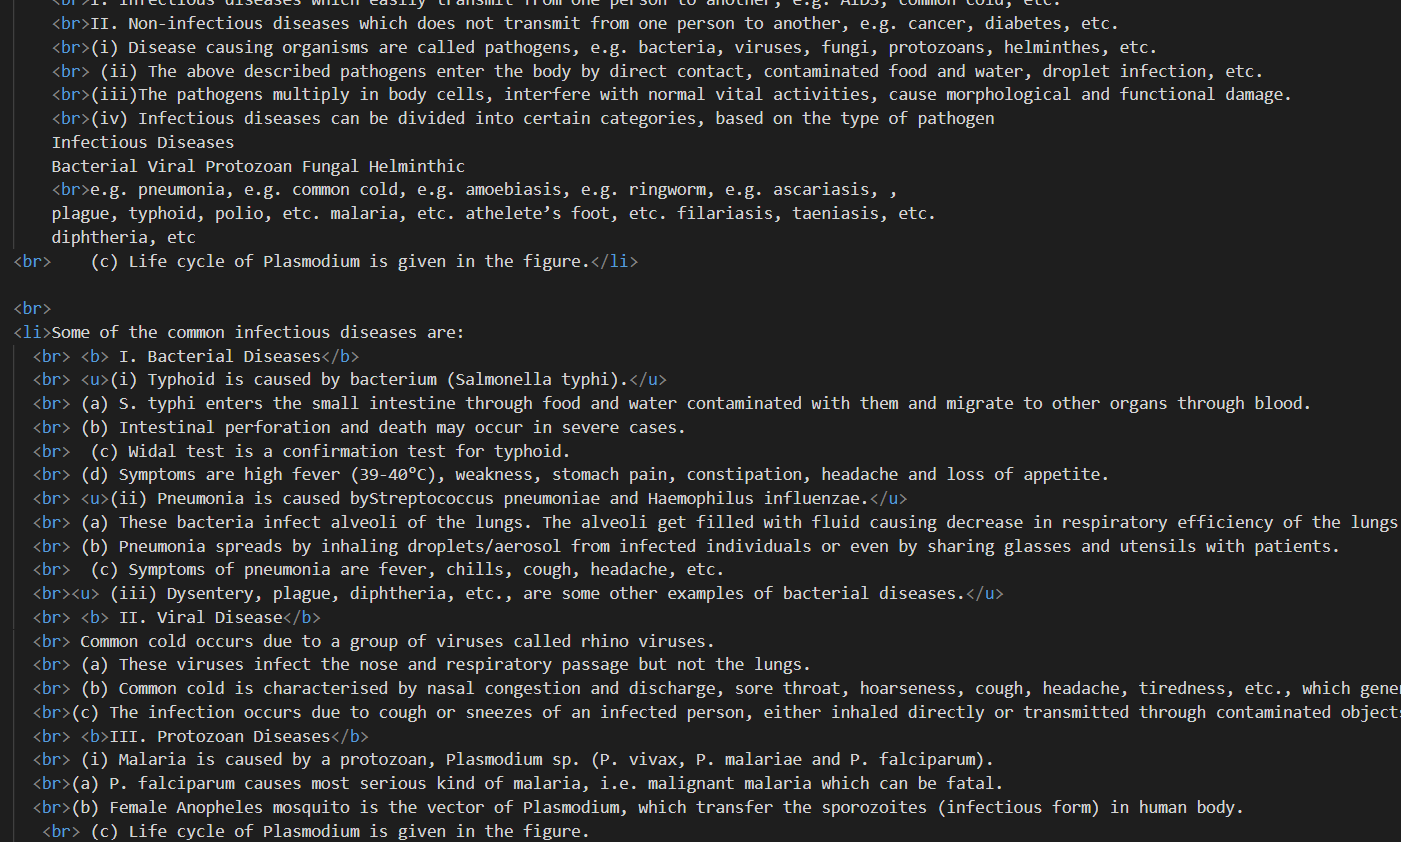 <br>I. Infectious diseases which easily transmit from one person to another, e.g. AIDS, common cold, etc.
<br>II. Non-infectious diseases which does not transmit from one person to another, e.g. cancer, diabetes, etc.
<br>(i) Disease causing organisms are called pathogens, e.g. bacteria, viruses, fungi, protozoans, helminthes, etc.
<br> (ii) The above described pathogens enter the body by direct contact, contaminated food and water, droplet infection, etc.
<br>(iii)The pathogens multiply in body cells, interfere with normal vital activities, cause morphological and functional damage.
<br>(iv) Infectious diseases can be divided into certain categories, based on the type of pathogen
Infectious Diseases
Bacterial Viral Protozoan Fungal Helminthic
<br>e.g. pneumonia, e.g. common cold, e.g. amoebiasis, e.g. ringworm, e.g. ascariasis, ,
plague, typhoid, polio, etc. malaria, etc. athelete’s foot, etc. filariasis, taeniasis, etc.
diphtheria, etc
<br>    (c) Life cycle of Plasmodium is given in the figure.</li>
<br>
<li>Some of the common infectious diseases are:
<br> <b> I. Bacterial Diseases</b>
<br> <u>(i) Typhoid is caused by bacterium (Salmonella typhi).</u>
<br> (a) S. typhi enters the small intestine through food and water contaminated with them and migrate to other organs through blood.
<br> (b) Intestinal perforation and death may occur in severe cases.
<br>  (c) Widal test is a confirmation test for typhoid.
<br> (d) Symptoms are high fever (39-40°C), weakness, stomach pain, constipation, headache and loss of appetite.
<br> <u>(ii) Pneumonia is caused byStreptococcus pneumoniae and Haemophilus influenzae.</u>
<br> (a) These bacteria infect alveoli of the lungs. The alveoli get filled with fluid causing decrease in respiratory efficiency of the lungs
<br> (b) Pneumonia spreads by inhaling droplets/aerosol from infected individuals or even by sharing glasses and utensils with patients.
<br>  (c) Symptoms of pneumonia are fever, chills, cough, headache, etc.
<br><u> (iii) Dysentery, plague, diphtheria, etc., are some other examples of bacterial diseases.</u>
<br> <b> II. Viral Disease</b>
<br> Common cold occurs due to a group of viruses called rhino viruses.
<br> (a) These viruses infect the nose and respiratory passage but not the lungs.
<br> (b) Common cold is characterised by nasal congestion and discharge, sore throat, hoarseness, cough, headache, tiredness, etc., which gene
<br>(c) The infection occurs due to cough or sneezes of an infected person, either inhaled directly or transmitted through contaminated objects
<br> <b>III. Protozoan Diseases</b>
<br> (i) Malaria is caused by a protozoan, Plasmodium sp. (P. vivax, P. malariae and P. falciparum).
<br>(a) P. falciparum causes most serious kind of malaria, i.e. malignant malaria which can be fatal.
<br>(b) Female Anopheles mosquito is the vector of Plasmodium, which transfer the sporozoites (infectious form) in human body.
<br> (c) Life cycle of Plasmodium is given in the figure.